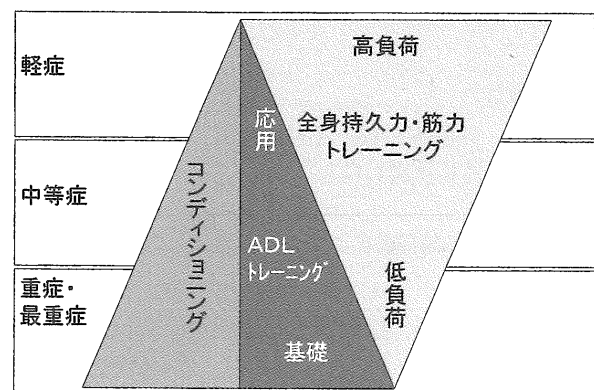 軽症
中等症
重症・
最重症
コンディショニング
応用
ADL
トレーニング
基礎
高負荷
全身持久力・筋力
トレーニング
低負荷